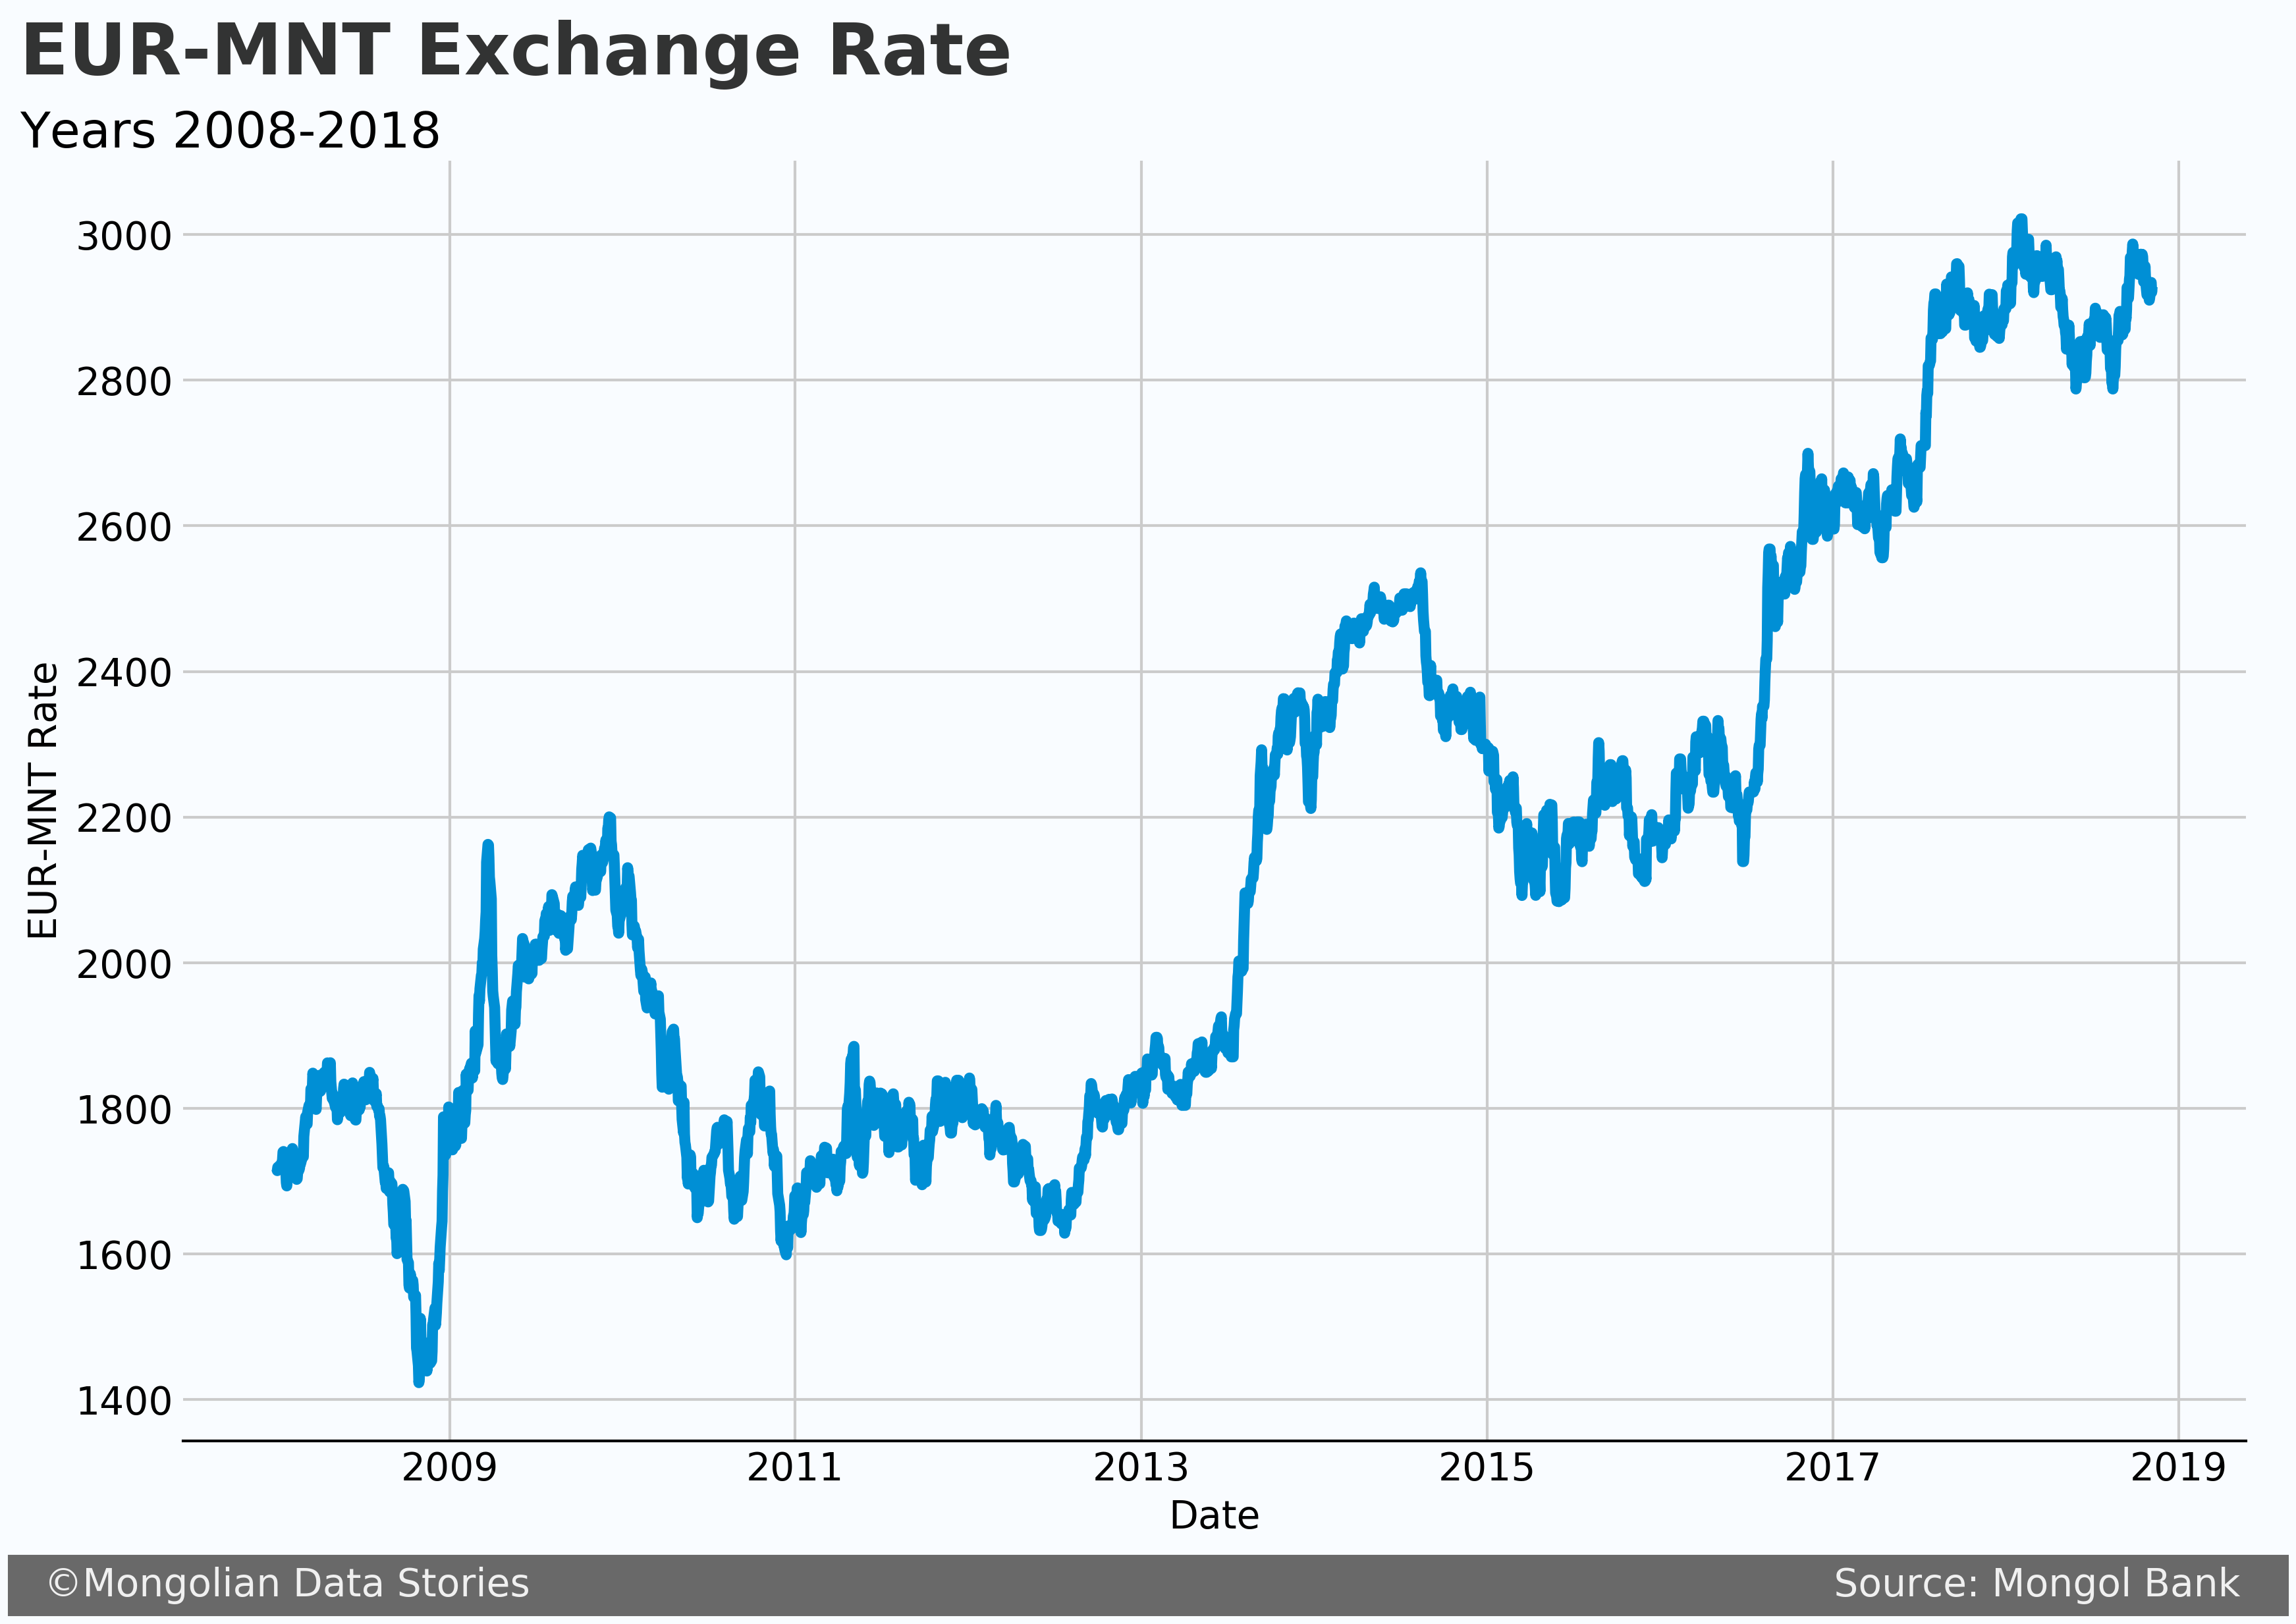 EUR-MNT Exchange Rate
Years 2008-2018
EUR-MNT Rate
3000
2800
2600
2400
2200
2000
1800
1600
1400
2009 2011 2013 2015 2017 2019
Date
©Mongolian Data Stories
Source: Mongol Bank